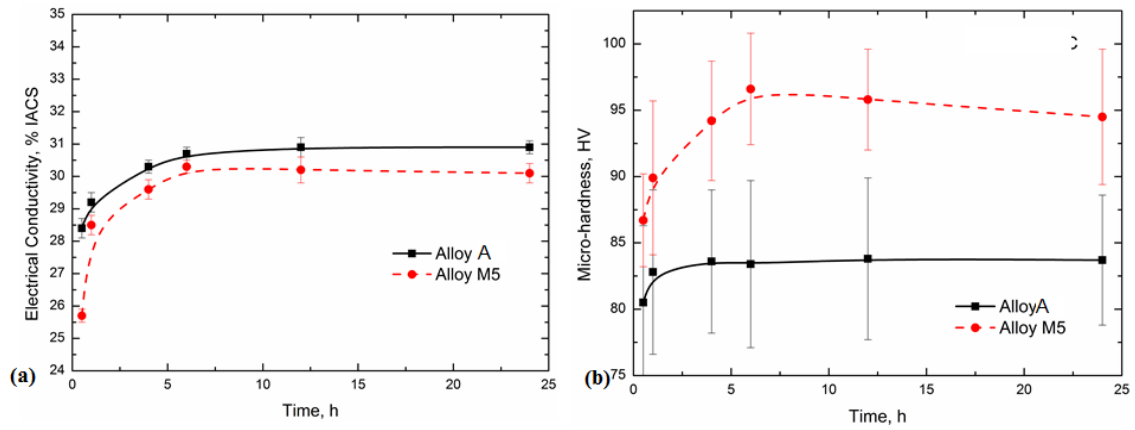 35
34
33
32
31
30
29
28
27
26
25
24
0
5
10
15
20
25
Electrical Conductivity, % IACS
Time, h
Alloy A
Alloy M5
(a)
100
95
90
85
80
75
0
5
10
15
20
25
Micro-hardness, HV
Time, h
AlloyA
Alloy M5
C
(b)